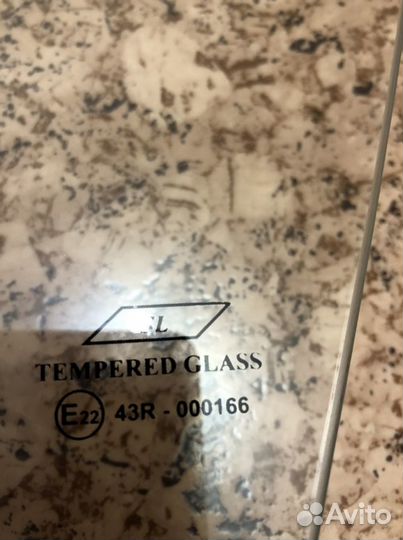 TEMPERED GLASS
E22 43R - 000166
Avito